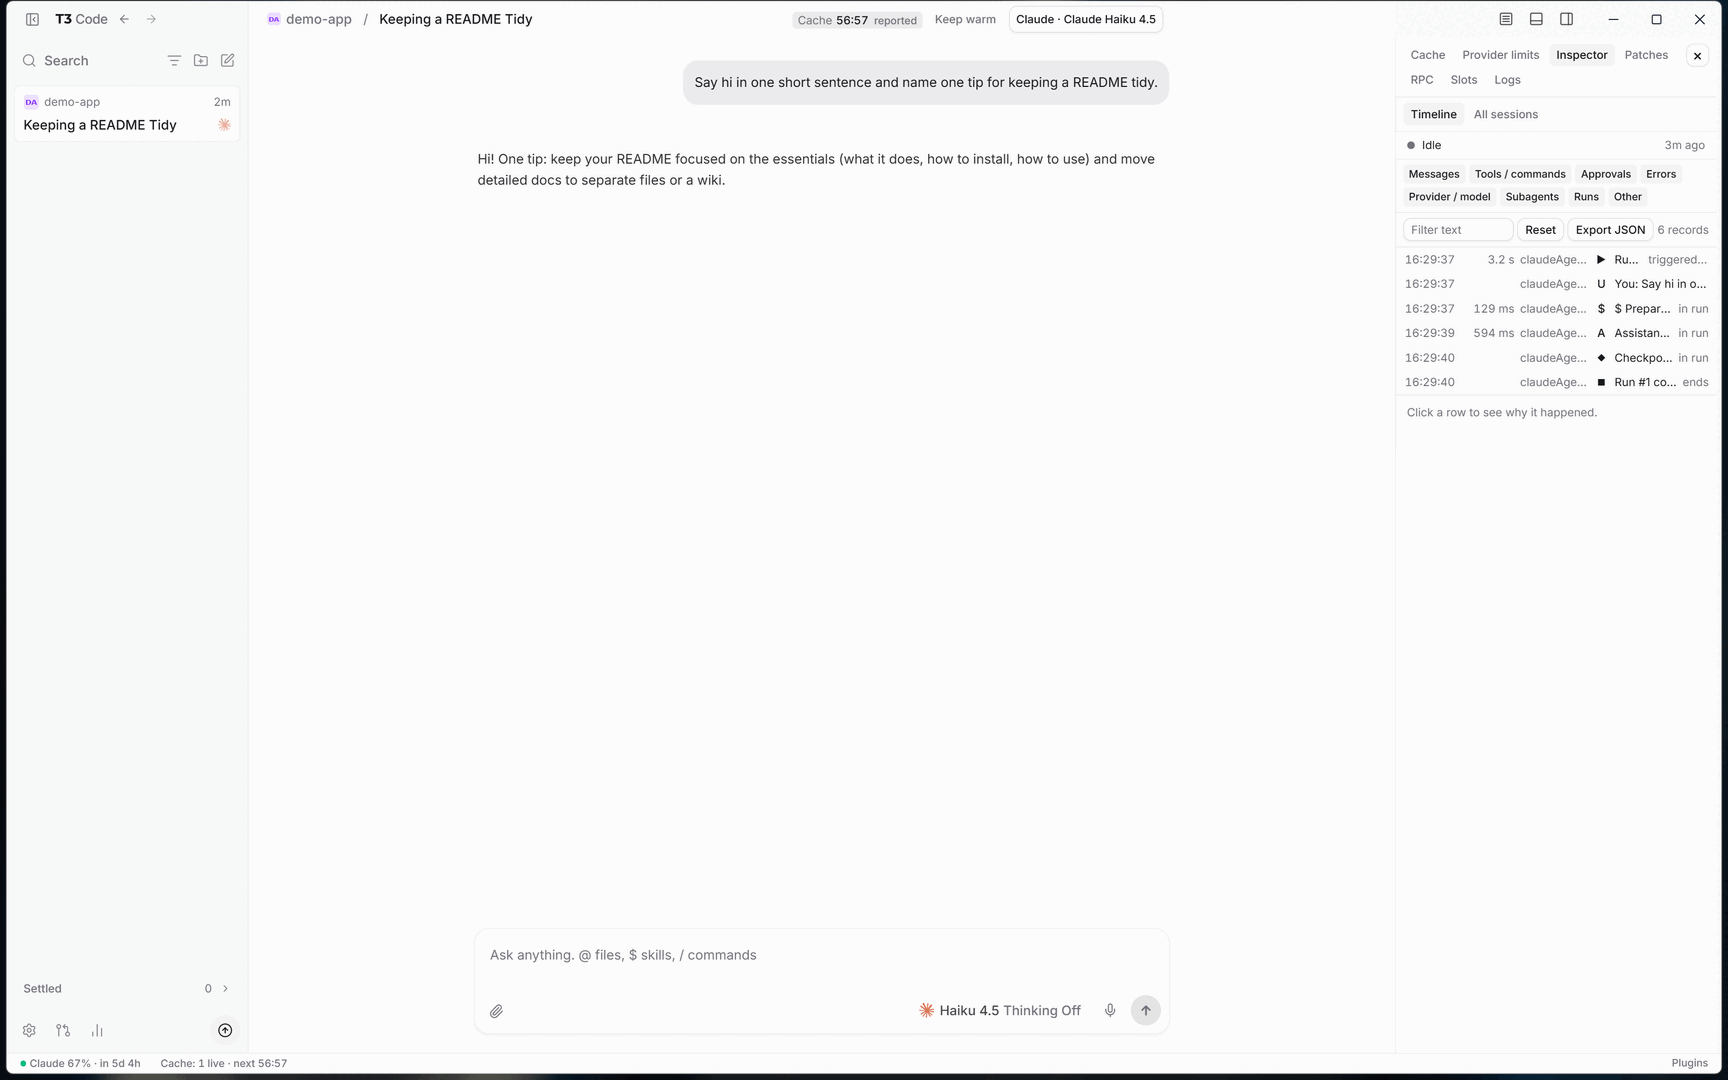 T3 Code
demo-app / Keeping a README Tidy
Cache 56:57 reported
Keep warm
Claude · Claude Haiku 4.5
Search
DA demo-app 2m
Keeping a README Tidy
Say hi in one short sentence and name one tip for keeping a README tidy.
Hi! One tip: keep your README focused on the essentials (what it does, how to install, how to use) and move
detailed docs to separate files or a wiki.
Cache Provider limits Inspector Patches
RPC Slots Logs
Timeline All sessions
Idle 3m ago
Messages Tools / commands Approvals Errors
Provider / model Subagents Runs Other
Filter text Reset Export JSON 6 records
16:29:37 3.2 s claudeAge... Ru... triggered...
16:29:37 claudeAge... U You: Say hi in o...
16:29:37 129 ms claudeAge... $ $ Prepar... in run
16:29:39 594 ms claudeAge... A Assistan... in run
16:29:40 claudeAge... Checkpo... in run
16:29:40 claudeAge... Run #1 co... ends
Click a row to see why it happened.
Ask anything. @ files, $ skills, / commands
Haiku 4.5 Thinking Off
Settled 0
Claude 67% · in 5d 4h Cache: 1 live · next 56:57
Plugins